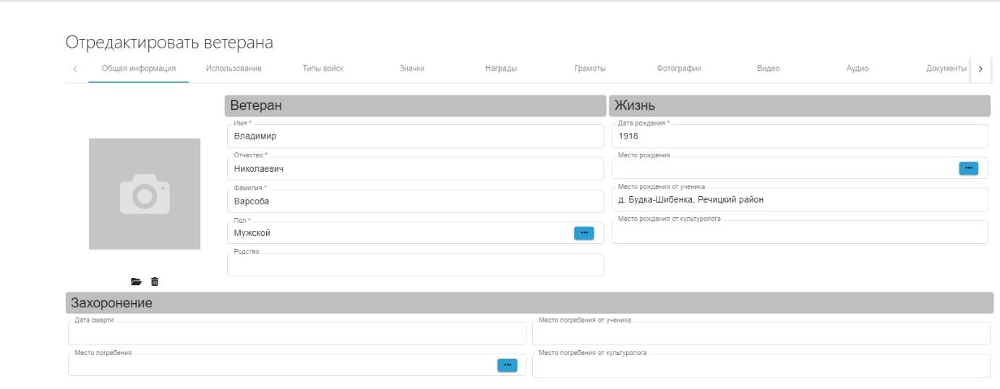 Отредактировать ветерана
Общая информация Использование Типы войск Значки Награды Грамоты Фотографии Видео Аудио Документы
Ветеран
Имя *
Владимир
Отчество *
Николаевич
Фамилия *
Варсоба
Пол *
Мужской
Родство
Жизнь
Дата рождения *
1918
Место рождения
Место рождения от ученика
д. Будка-Шибенка, Речицкий район
Место рождения от культуролога
Захоронение
Дата смерти
Место погребения от ученика
Место погребения
Место погребения от культуролога